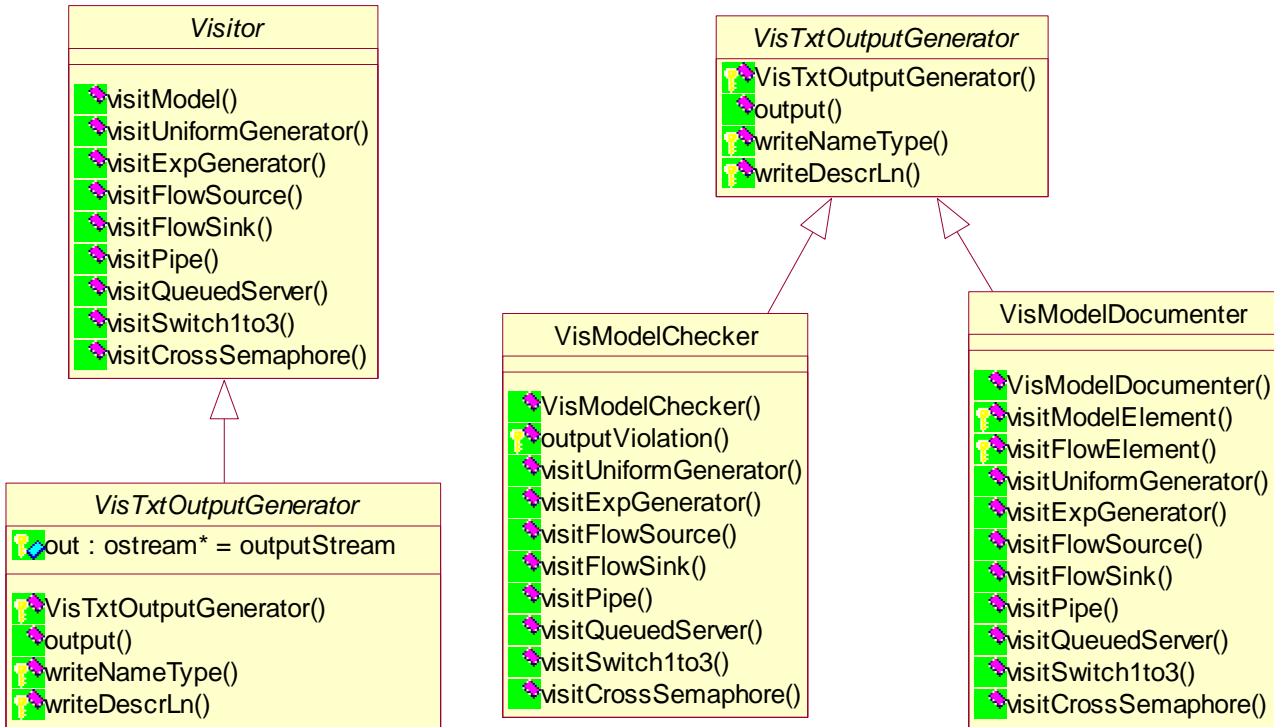 Visitor
visitModel()
visitUniformGenerator()
visitExpGenerator()
visitFlowSource()
visitFlowSink()
visitPipe()
visitQueuedServer()
visitSwitch1to3()
visitCrossSemaphore()
VisTxtOutputGenerator
out : ostream* = outputStream
VisTxtOutputGenerator()
output()
writeNameType()
writeDescrLn()
VisTxtOutputGenerator
VisTxtOutputGenerator()
output()
writeNameType()
writeDescrLn()
VisModelChecker
VisModelChecker()
outputViolation()
visitUniformGenerator()
visitExpGenerator()
visitFlowSource()
visitFlowSink()
visitPipe()
visitQueuedServer()
visitSwitch1to3()
visitCrossSemaphore()
VisModelDocumenter
VisModelDocumenter()
visitModelElement()
visitFlowElement()
visitUniformGenerator()
visitExpGenerator()
visitFlowSource()
visitFlowSink()
visitPipe()
visitQueuedServer()
visitSwitch1to3()
visitCrossSemaphore()